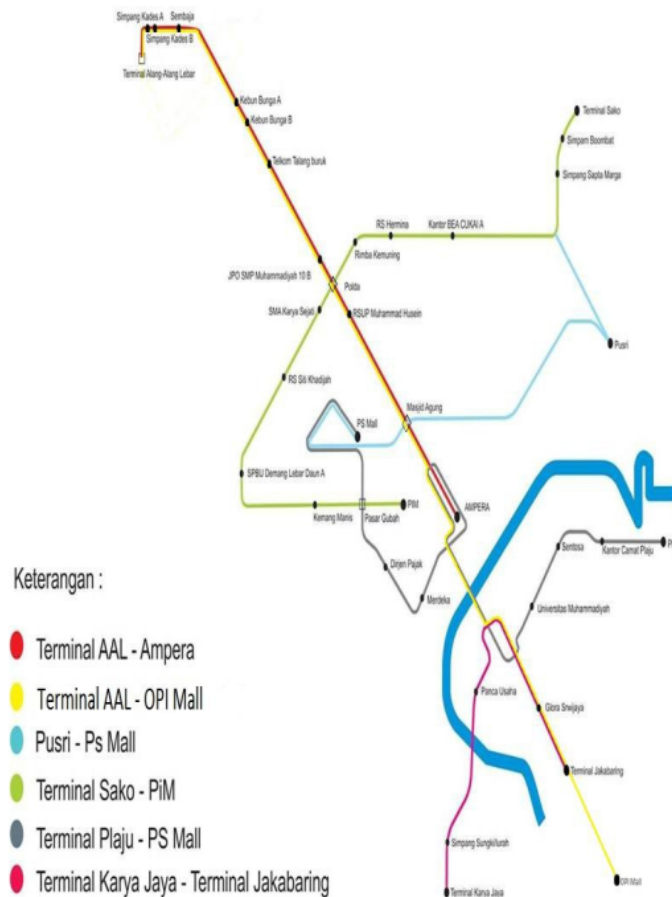 Simpang Kades A
Sembaja
Simpang Kades B
Terminal Alang-Alang Lebar
Kebun Bunga A
Kebun Bunga B
Telkom Talang buruk
Terminal Sako
Simpam Boombat
Simpang Sapta Marga
RS Hermina
Kantor BEA CUKAI A
Rimba Kemuning
JPO SMP Muhammadiyah 10 B
Polda
SMA Karya Sejati
RSUP Muhammad Husein
Pusri
RS Siti Khadijah
Masjid Agung
PS Mall
SPBU Demang Lebar Daun A
Kemang Manis
Pasar Gubah
PIM
AMPERA
Dirjen Pajak
Merdeka
Sentosa
Kantor Camat Plaju
P
Universitas Muhammadiyah
Panca Usaha
Glora Srwijaya
Terminal Jakabaring
Simpang Sungki/lurah
Terminal Karya Jaya
OPI Mall
Keterangan :
Terminal AAL - Ampera
Terminal AAL - OPI Mall
Pusri - Ps Mall
Terminal Sako - PiM
Terminal Plaju - PS Mall
Terminal Karya Jaya - Terminal Jakabaring